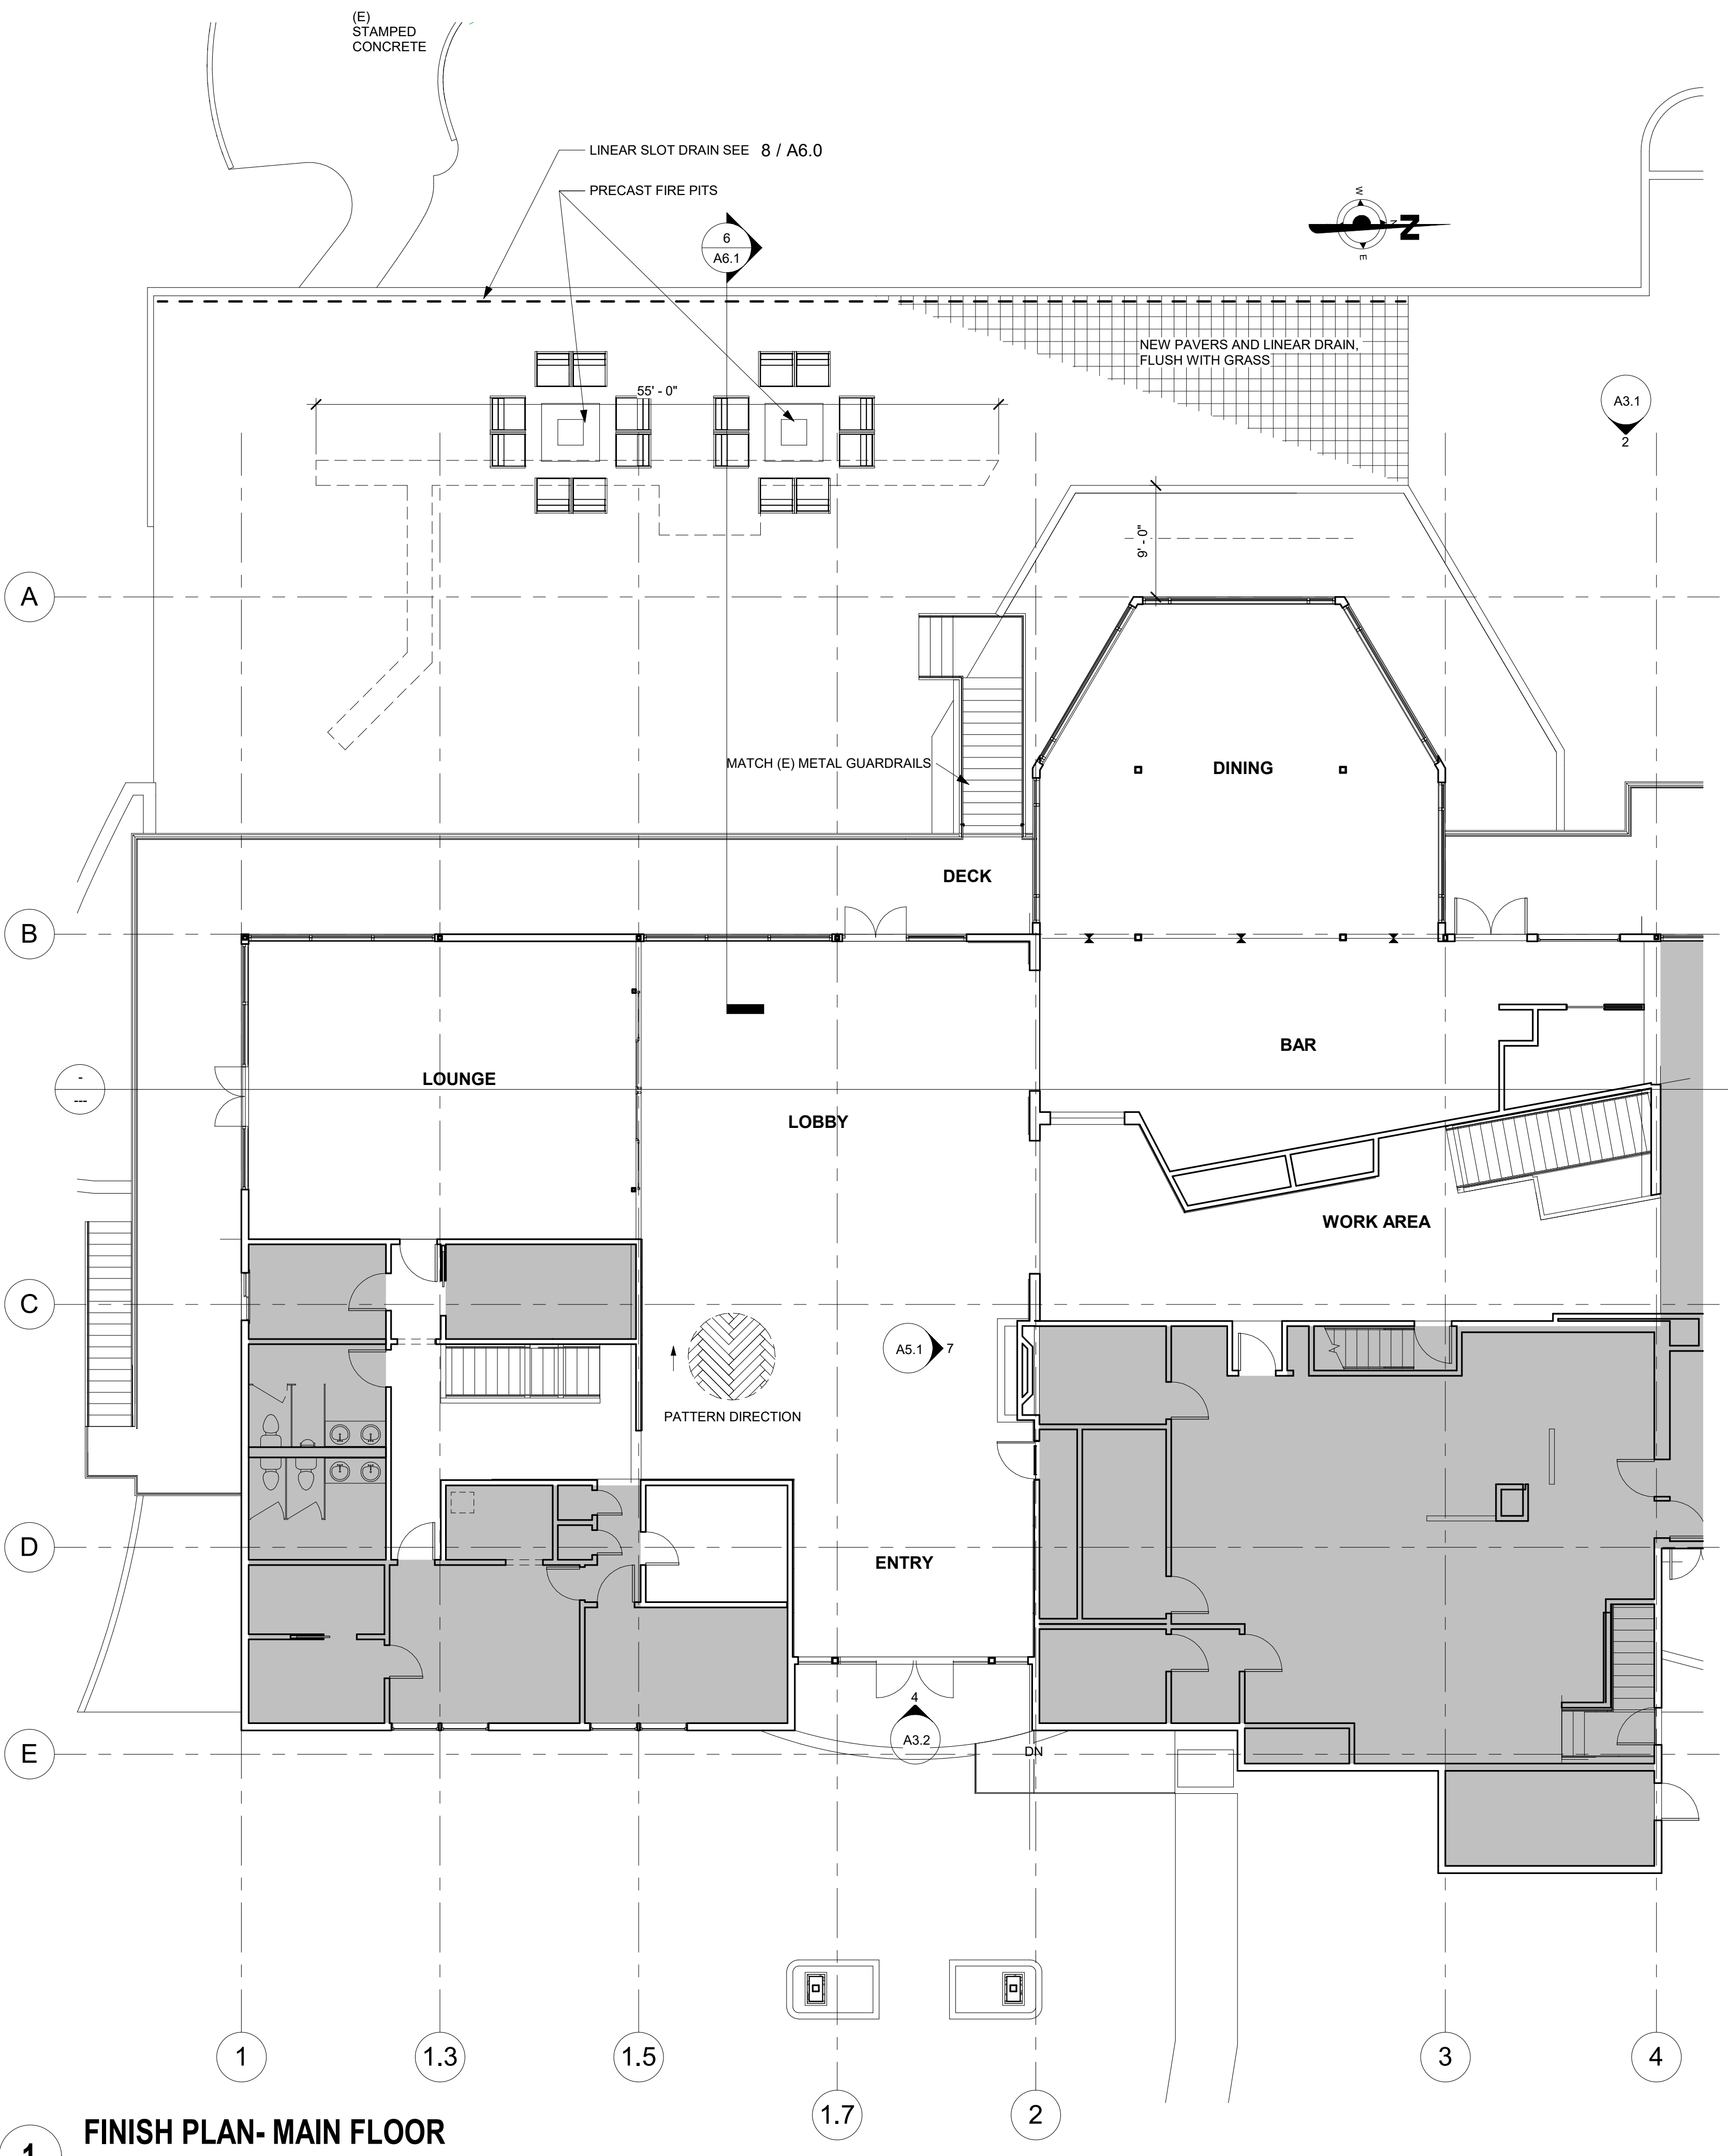 (E)
STAMPED
CONCRETE
LINEAR SLOT DRAIN SEE 8 / A6.0
PRECAST FIRE PITS
6
A6.1
W
N
E
N
NEW PAVERS AND LINEAR DRAIN,
FLUSH WITH GRASS
55' - 0"
A3.1
2
9' - 0"
A
MATCH (E) METAL GUARDRAILS
DINING
DECK
B
BAR
LOUNGE
-
---
LOBBY
WORK AREA
C
A5.1
7
PATTERN DIRECTION
D
ENTRY
4
A3.2
DN
E
1
1.3
1.5
3
4
1.7
2
FINISH PLAN- MAIN FLOOR
1